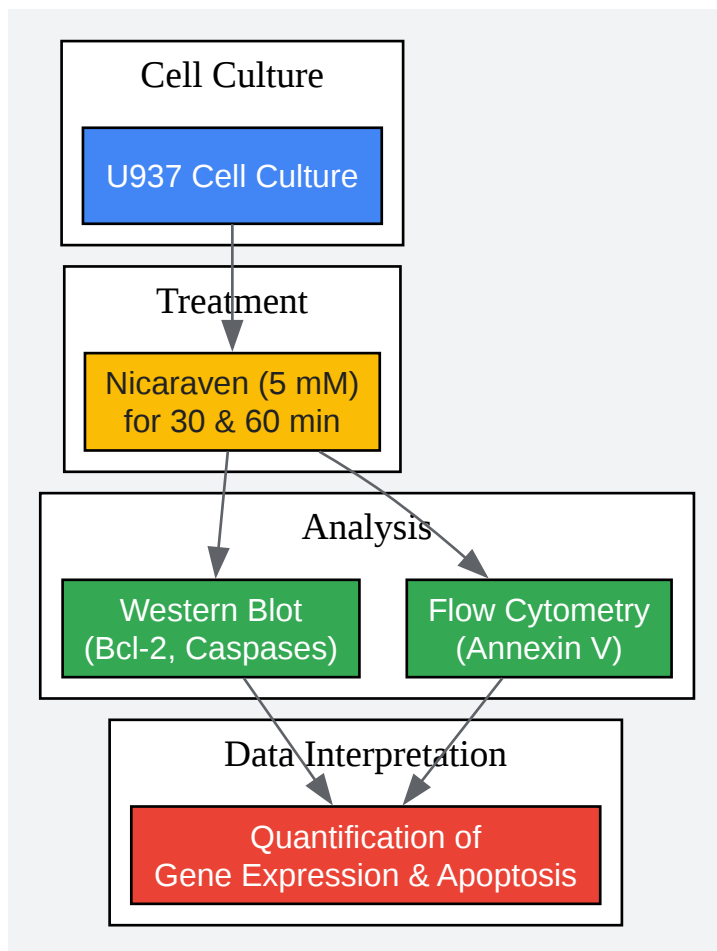 Cell Culture
U937 Cell Culture
Treatment
Nicaraven (5 mM)
for 30 & 60 min
Analysis
Western Blot
(Bcl-2, Caspases)
Flow Cytometry
(Annexin V)
Data Interpretation
Quantification of
Gene Expression & Apoptosis